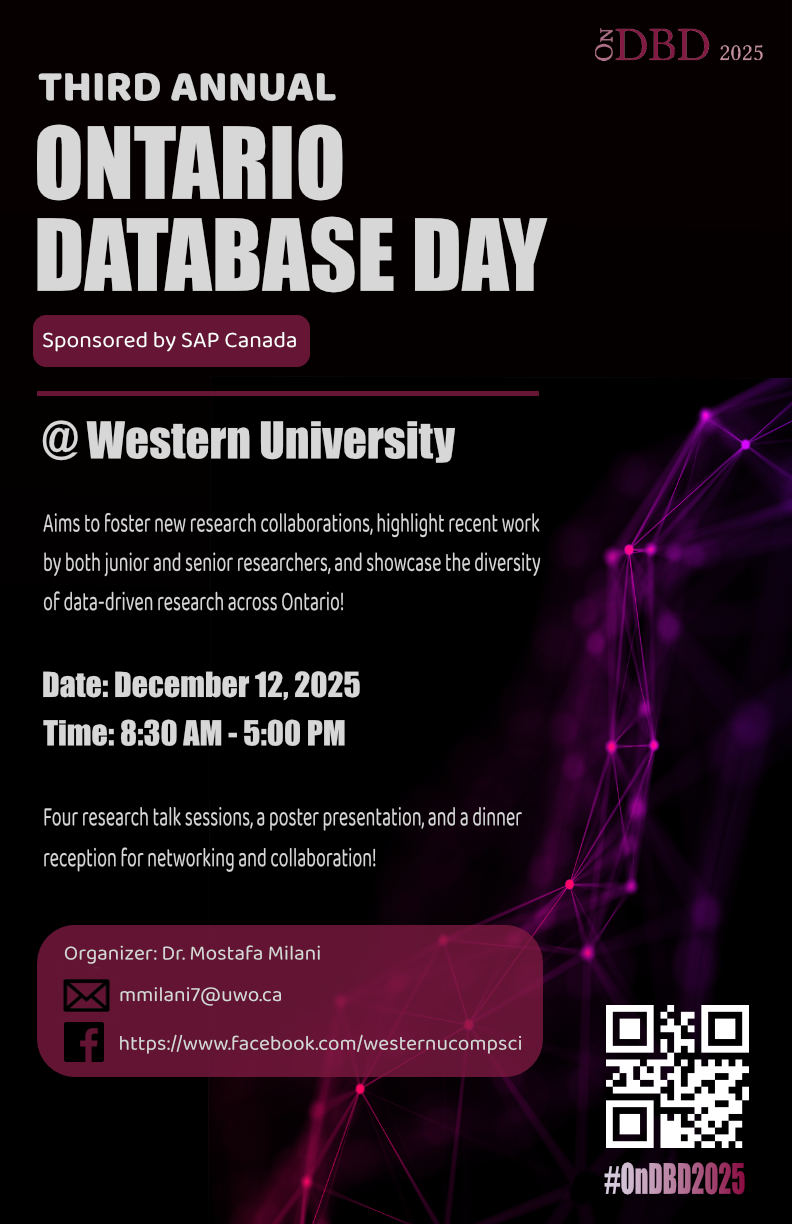 ONDBD 2025
THIRD ANNUAL
ONTARIO
DATABASE DAY
Sponsored by SAP Canada
@ Western University
Aims to foster new research collaborations, highlight recent work
by both junior and senior researchers, and showcase the diversity
of data-driven research across Ontario!
Date: December 12, 2025
Time: 8:30 AM - 5:00 PM
Four research talk sessions, a poster presentation, and a dinner
reception for networking and collaboration!
Organizer: Dr. Mostafa Milani
mmilani7@uwo.ca
https://www.facebook.com/westernucompsci
#OnDBD2025